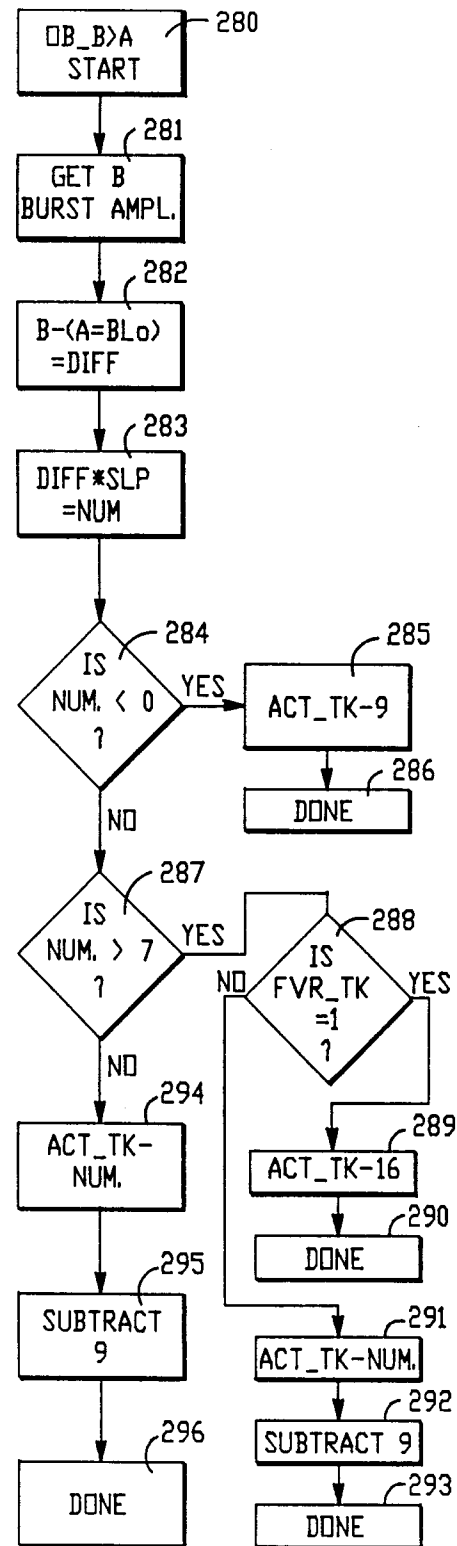 OB_B>A
START
280
281
GET B
BURST AMPL.
282
B-(A=BLo)
=DIFF
283
DIFF*SLP
=NUM
284
IS
NUM. < 0
?
YES
285
ACT_TK-9
286
DONE
NO
287
IS
NUM. > 7
?
YES
288
IS
FVR_TK
=1
?
NO
YES
NO
294
ACT_TK-
NUM.
289
ACT_TK-16
290
DONE
295
SUBTRACT
9
291
ACT_TK-NUM.
292
SUBTRACT 9
296
DONE
293
DONE